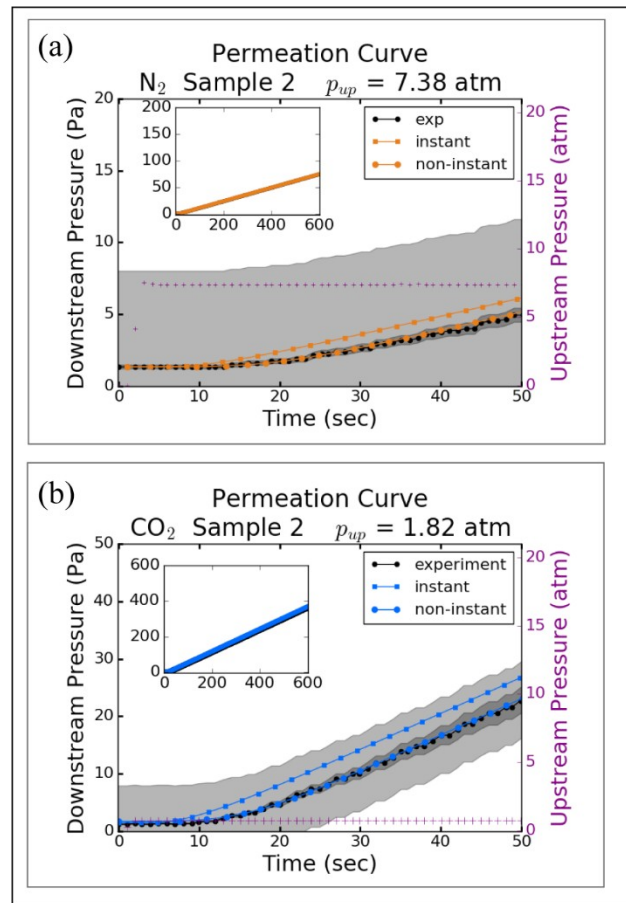 (a)
Permeation Curve
N₂ Sample 2 p_up = 7.38 atm
Downstream Pressure (Pa)
20
15
10
5
0
200
150
100
50
0
0 200 400 600
exp
instant
non-instant
20
15
10
5
0
Upstream Pressure (atm)
0 10 20 30 40 50
Time (sec)
(b)
Permeation Curve
CO₂ Sample 2 p_up = 1.82 atm
Downstream Pressure (Pa)
50
40
30
20
10
0
600
400
200
0
0 200 400 600
experiment
instant
non-instant
20
15
10
5
0
Upstream Pressure (atm)
0 10 20 30 40 50
Time (sec)